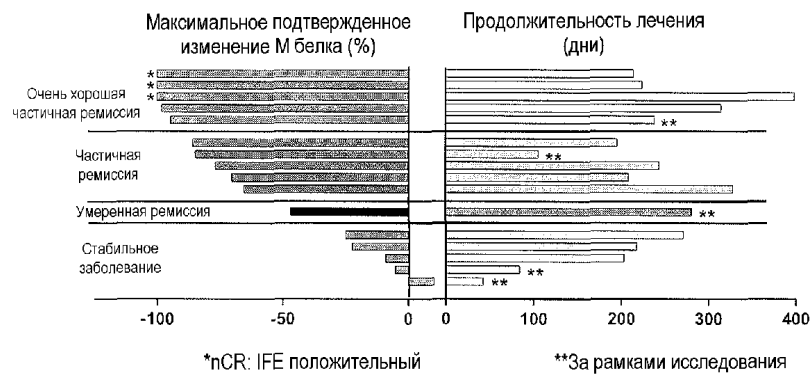 Максимальное подтвержденное
изменение М белка (%)
Продолжительность лечения
(дни)
*
*
*
Очень хорошая
частичная ремиссия
**
Частичная
ремиссия
**
Умеренная ремиссия
**
Стабильное
заболевание
**
**
-100 -50 0 0 100 200 300 400
*nCR: IFE положительный
**За рамками исследования